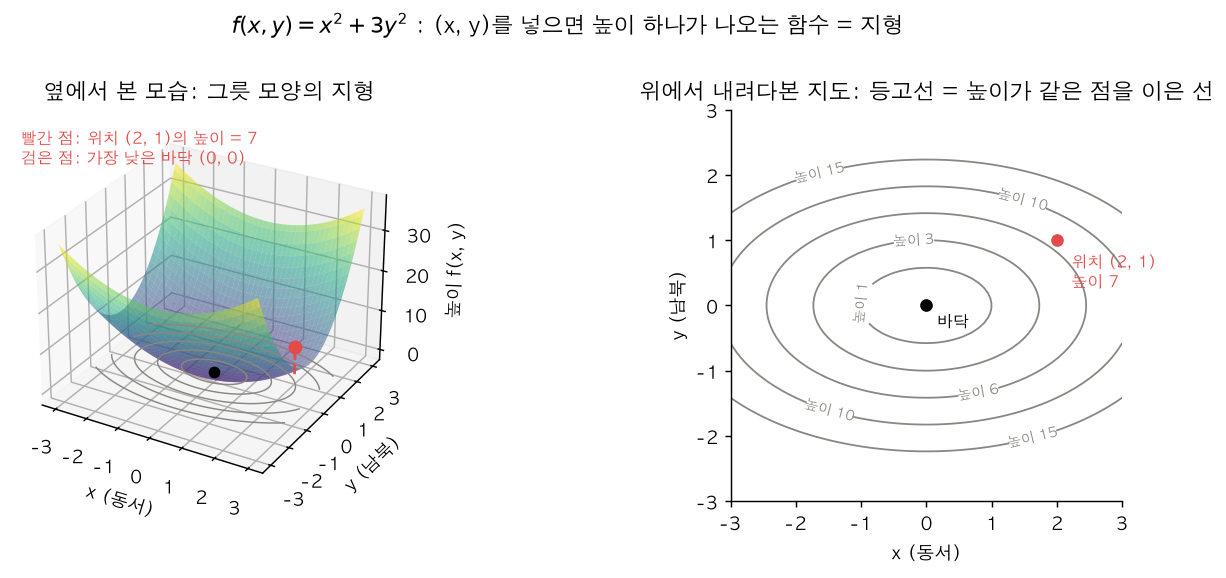 f(x, y) = x² + 3y² : (x, y)를 넣으면 높이 하나가 나오는 함수 = 지형
옆에서 본 모습: 그릇 모양의 지형
빨간 점: 위치 (2, 1)의 높이 = 7
검은 점: 가장 낮은 바닥 (0, 0)
30
20
10
0
높이 f(x, y)
-3 -2 -1 0 1 2 3
x (동서)
-3 -2 -1 0 1 2 3
y (남북)
위에서 내려다본 지도: 등고선 = 높이가 같은 점을 이은 선
3
2
1
0
-1
-2
-3
y (남북)
높이 15
높이 10
높이 3
위치 (2, 1)
높이 7
높이 1
바닥
높이 6
높이 10
높이 15
-3 -2 -1 0 1 2 3
x (동서)